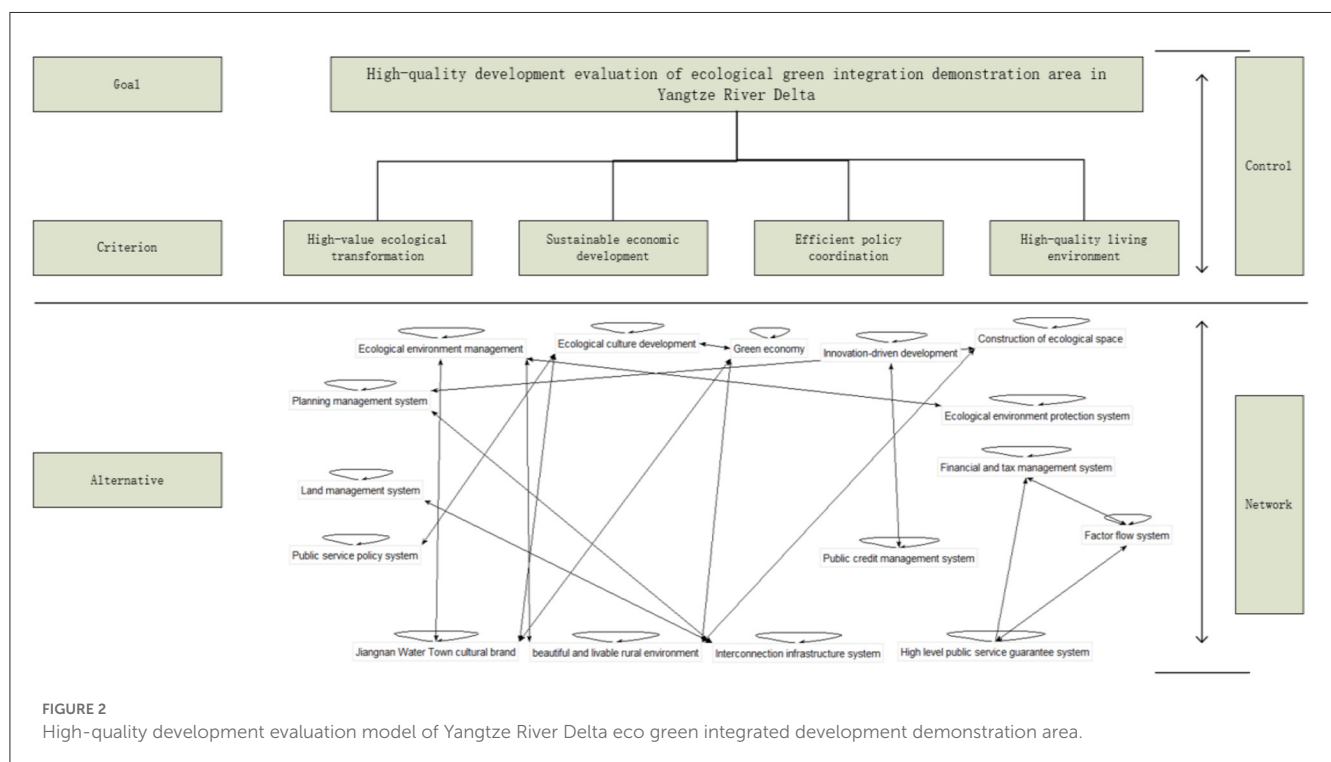 Goal
High-quality development evaluation of ecological green integration demonstration area in
Yangtze River Delta
Control
Criterion
High-value ecological
transformation
Sustainable economic
development
Efficient policy
coordination
High-quality living
environment
Alternative
Ecological environment management
Ecological culture development
Green economy
Innovation-driven development
Construction of ecological space
Planning management system
Ecological environment protection system
Financial and tax management system
Land management system
Network
Factor flow system
Public service policy system
Public credit management system
Jiangnan Water Town cultural brand
beautiful and livable rural environment
Interconnection infrastructure system
High level public service guarantee system
FIGURE 2
High-quality development evaluation model of Yangtze River Delta eco green integrated development demonstration area.